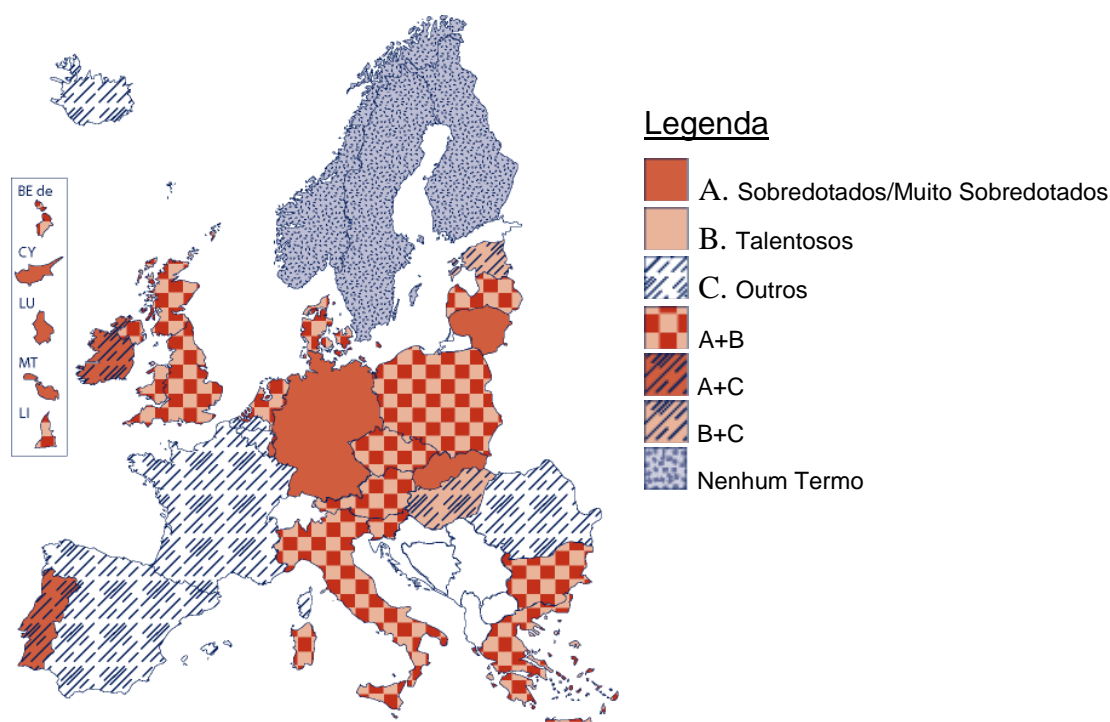 BE de
CY
LU
MT
LI
Legenda
A. Sobredotados/Muito Sobredotados
B. Talentosos
C. Outros
A+B
A+C
B+C
Nenhum Termo